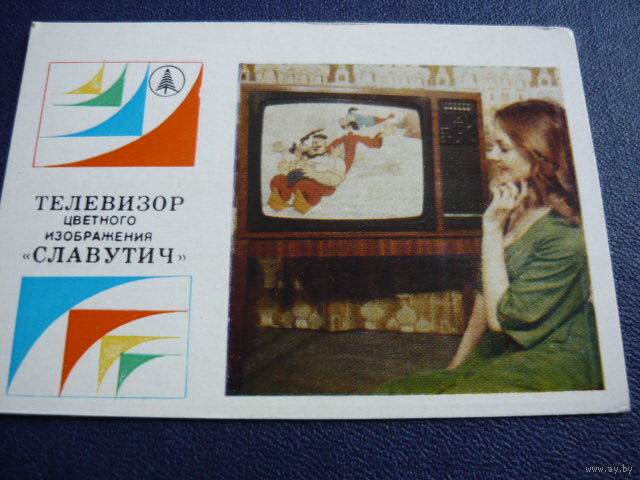 ТЕЛЕВИЗОР
ЦВЕТНОГО
ИЗОБРАЖЕНИЯ
«СЛАВУТИЧ»
www.ay.by